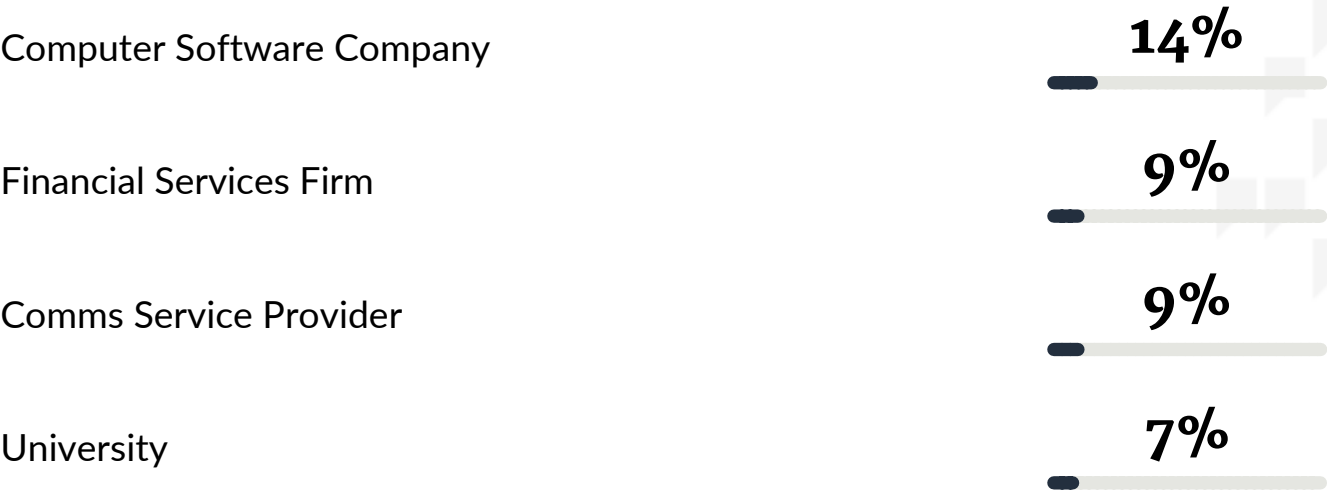 Computer Software Company 14%
Financial Services Firm 9%
Comms Service Provider 9%
University 7%